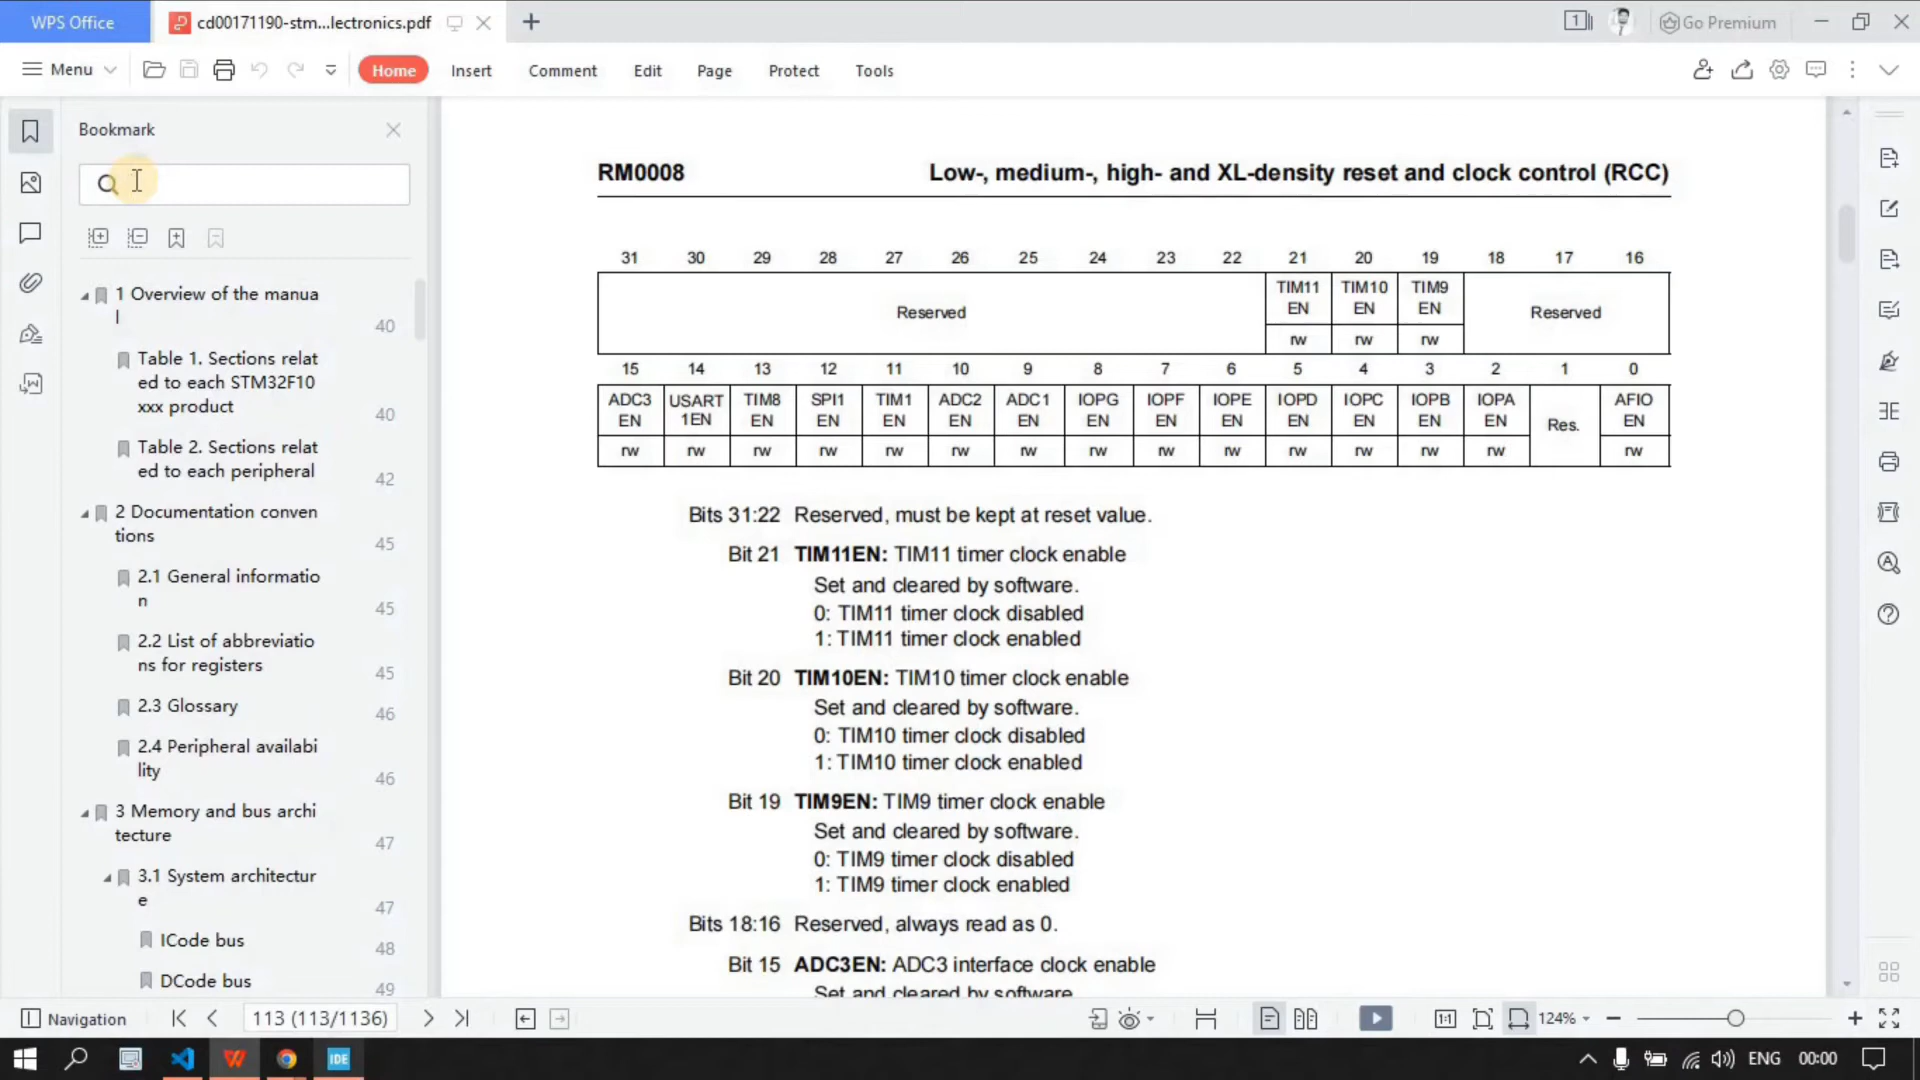 WPS Office
cd00171190-stm...lectronics.pdf
1
Go Premium
Menu
Home
Insert
Comment
Edit
Page
Protect
Tools
Bookmark
1 Overview of the manua
l
40
Table 1. Sections relat
ed to each STM32F10
xxx product
40
Table 2. Sections relat
ed to each peripheral
42
2 Documentation conven
tions
45
2.1 General informatio
n
45
2.2 List of abbreviatio
ns for registers
45
2.3 Glossary
46
2.4 Peripheral availabi
lity
46
3 Memory and bus archi
tecture
47
3.1 System architectur
e
47
ICode bus
48
DCode bus
49
RM0008 Low-, medium-, high- and XL-density reset and clock control (RCC)
31 30 29 28 27 26 25 24 23 22 21 20 19 18 17 16
Reserved TIM11 EN TIM10 EN TIM9 EN Reserved
rw rw rw
15 14 13 12 11 10 9 8 7 6 5 4 3 2 1 0
ADC3 EN USART 1EN TIM8 EN SPI1 EN TIM1 EN ADC2 EN ADC1 EN IOPG EN IOPF EN IOPE EN IOPD EN IOPC EN IOPB EN IOPA EN Res. AFIO EN
rw rw rw rw rw rw rw rw rw rw rw rw rw rw rw
Bits 31:22 Reserved, must be kept at reset value.
Bit 21 TIM11EN: TIM11 timer clock enable
Set and cleared by software.
0: TIM11 timer clock disabled
1: TIM11 timer clock enabled
Bit 20 TIM10EN: TIM10 timer clock enable
Set and cleared by software.
0: TIM10 timer clock disabled
1: TIM10 timer clock enabled
Bit 19 TIM9EN: TIM9 timer clock enable
Set and cleared by software.
0: TIM9 timer clock disabled
1: TIM9 timer clock enabled
Bits 18:16 Reserved, always read as 0.
Bit 15 ADC3EN: ADC3 interface clock enable
Set and cleared by software.
Navigation
113 (113/1136)
1:1
124%
IDE
ENG
00:00